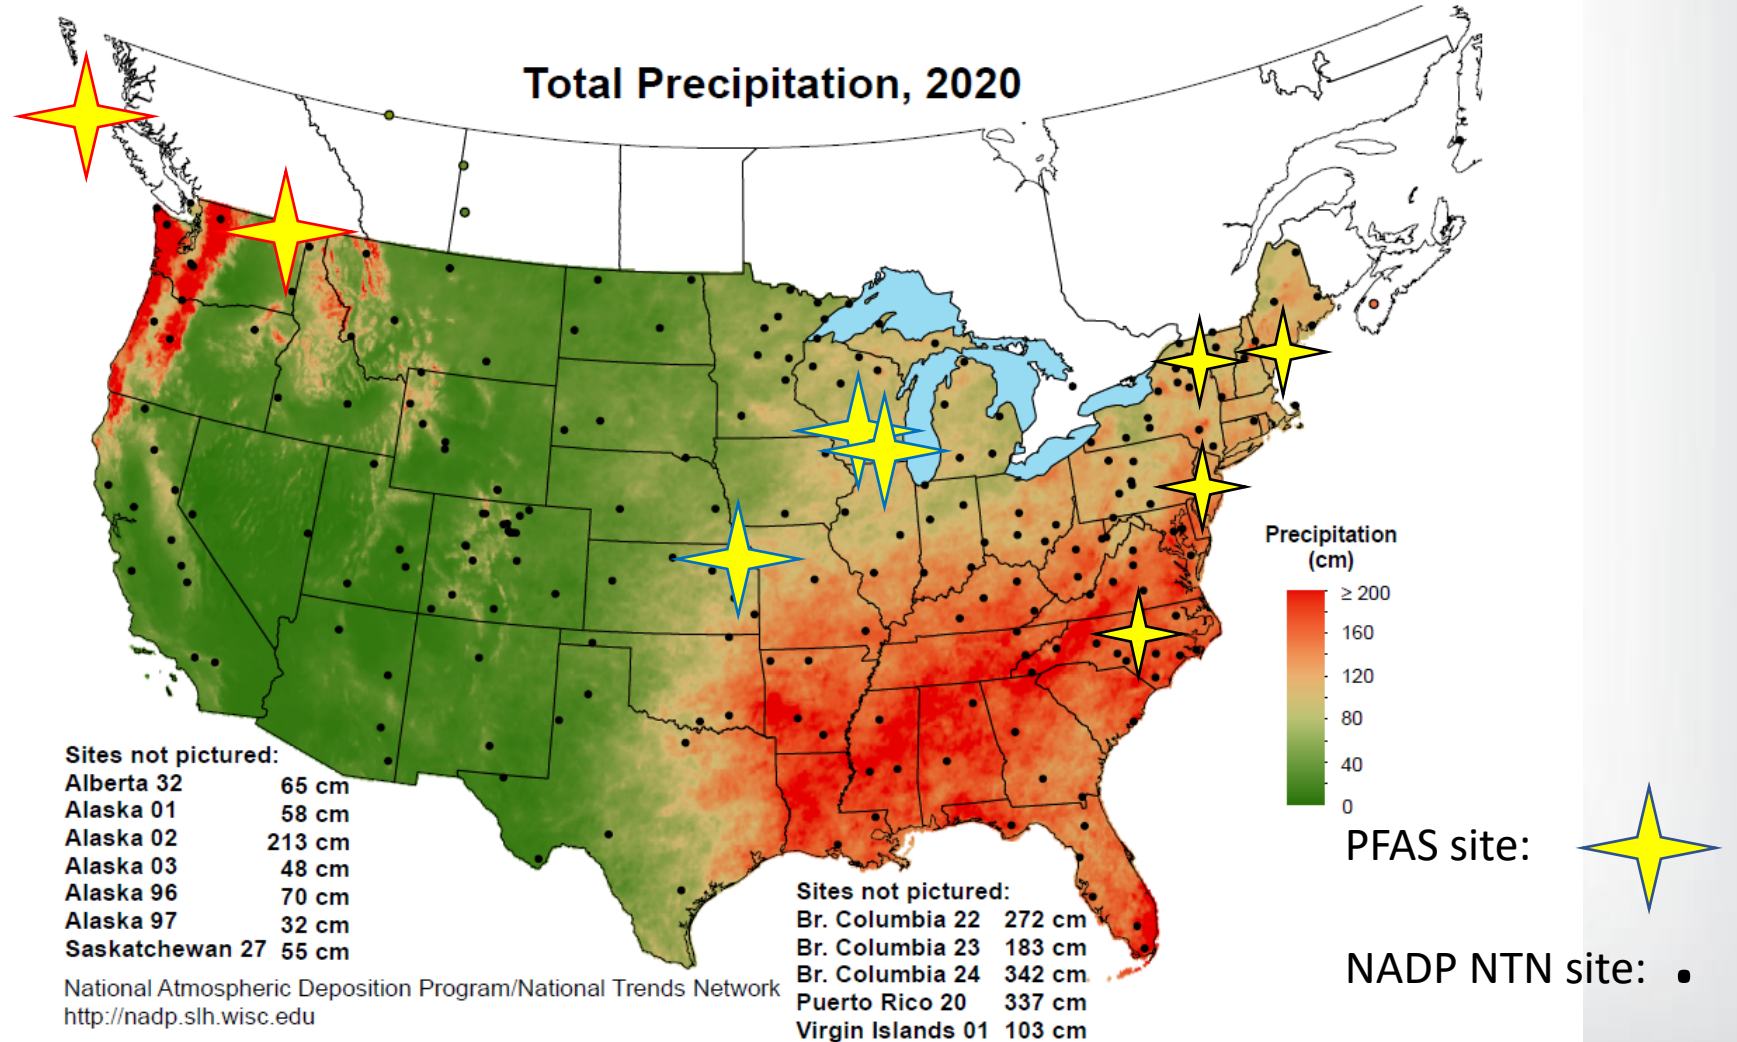 Total Precipitation, 2020
Precipitation
(cm)
≥ 200
160
120
80
40
0
PFAS site:
NADP NTN site:
Sites not pictured:
Alberta 32 65 cm
Alaska 01 58 cm
Alaska 02 213 cm
Alaska 03 48 cm
Alaska 96 70 cm
Alaska 97 32 cm
Saskatchewan 27 55 cm
National Atmospheric Deposition Program/National Trends Network
http://nadp.slh.wisc.edu
Sites not pictured:
Br. Columbia 22 272 cm
Br. Columbia 23 183 cm
Br. Columbia 24 342 cm
Puerto Rico 20 337 cm
Virgin Islands 01 103 cm